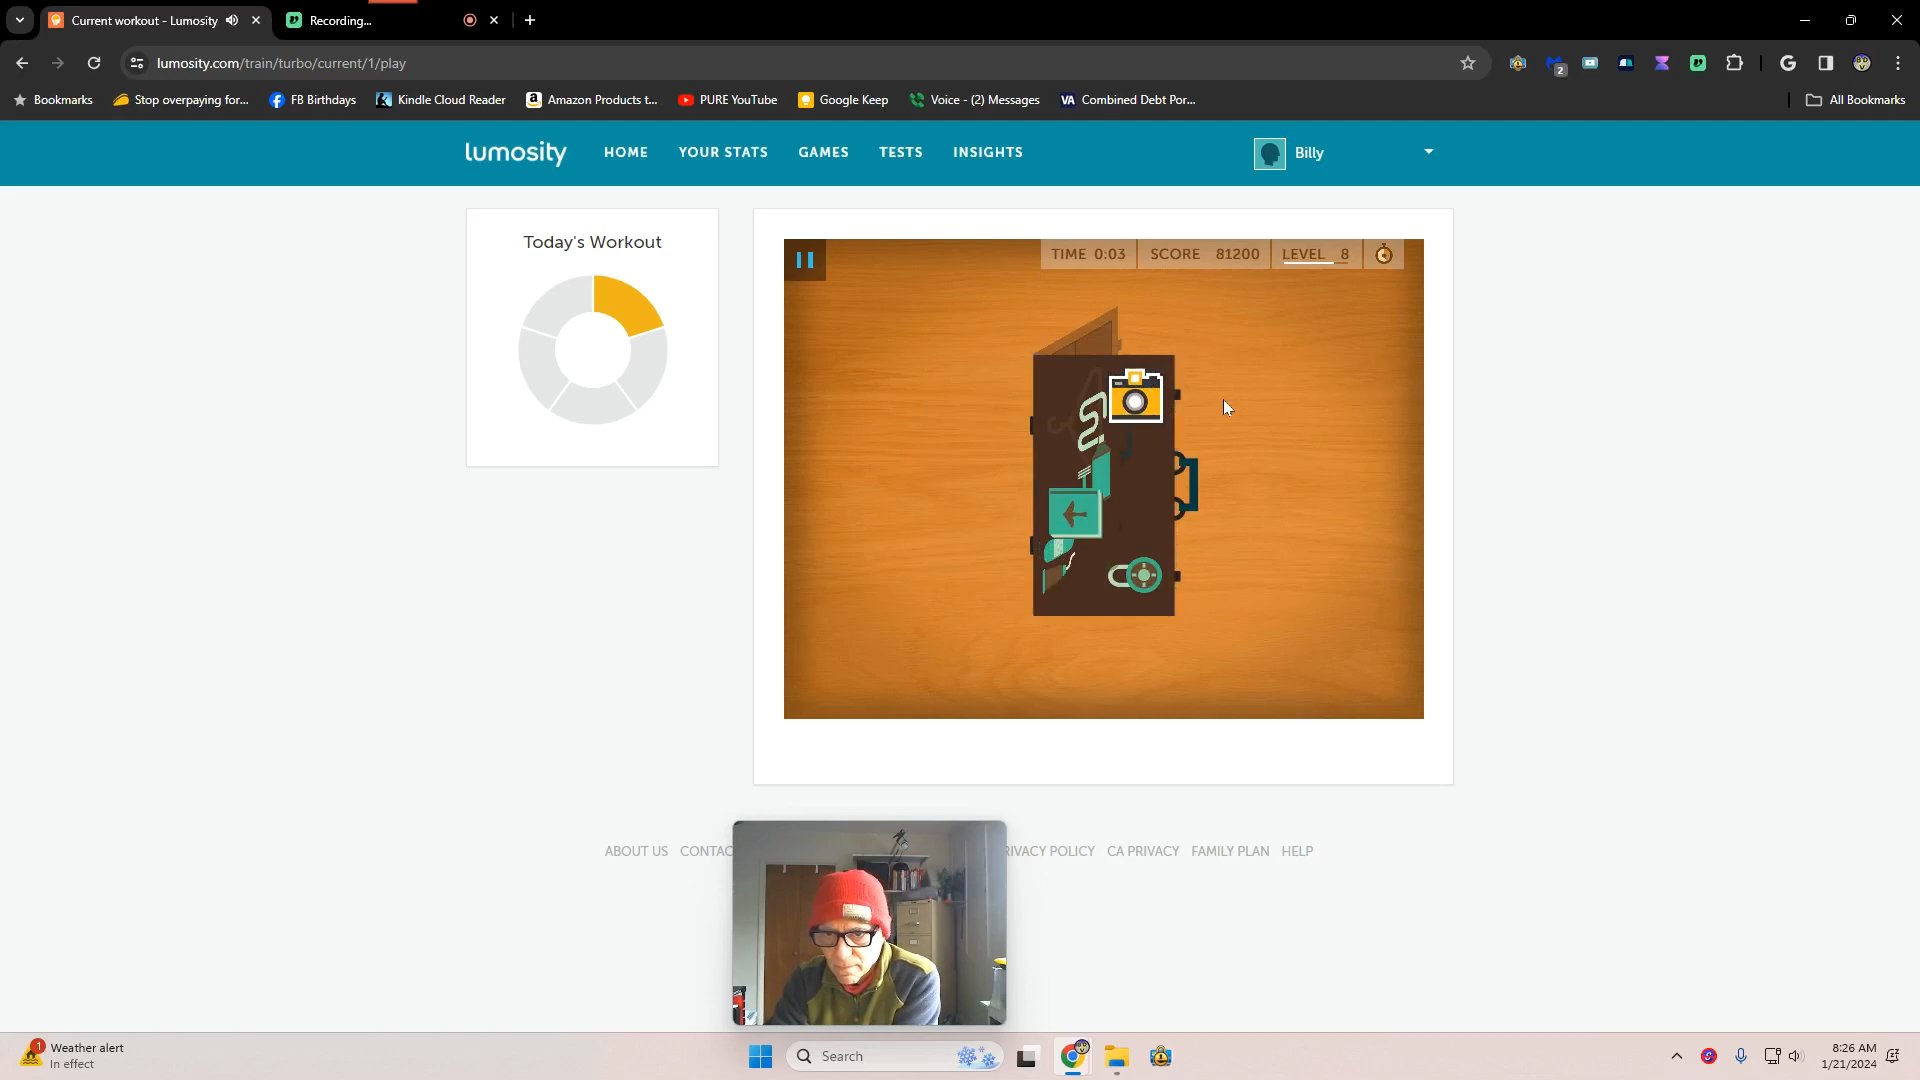 Current workout - Lumosity
Recording...
lumosity.com/train/turbo/current/1/play
2
Bookmarks
Stop overpaying for...
FB Birthdays
Kindle Cloud Reader
Amazon Products t...
PURE YouTube
Google Keep
Voice - (2) Messages
VA Combined Debt Por...
All Bookmarks
lumosity
HOME
YOUR STATS
GAMES
TESTS
INSIGHTS
Billy
Today's Workout
TIME 0:03
SCORE 81200
LEVEL 8
ABOUT US
CONTAC
RIVACY POLICY
CA PRIVACY
FAMILY PLAN
HELP
1
Weather alert
In effect
Search
8:26 AM
1/21/2024